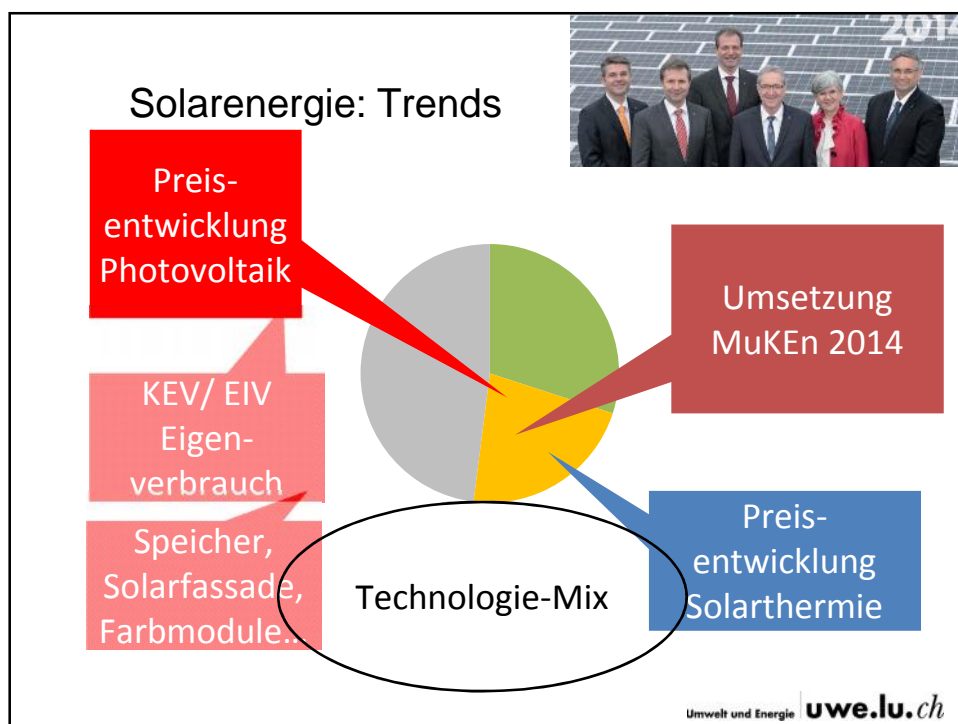 2014
Solarenergie: Trends
Preis-
entwicklung
Photovoltaik
Umsetzung
MuKEn 2014
KEV/ EIV
Eigen-
verbrauch
Speicher,
Solarfassade,
Farbmodule..
Technologie-Mix
Preis-
entwicklung
Solarthermie
Umwelt und Energie uwe.lu.ch